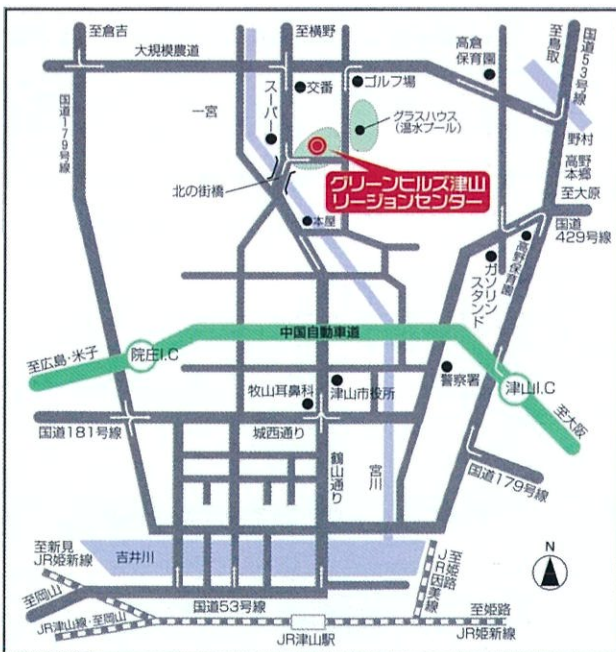 至倉吉
大規模農道
国道179号線
一宮
至横野
スーパー
交番
ゴルフ場
グラスハウス
(温水プール)
高倉
保育園
至鳥取
国道53号線
野村
高野
本郷
至大原
国道
429号線
北の街橋
グリーンヒルズ津山
リージョンセンター
本屋
高野保育園
ガソリン
スタンド
中国自動車道
至広島・米子
院庄I.C
牧山耳鼻科
津山市役所
警察署
津山I.C
至大阪
国道181号線
城西通り
鶴山通り
宮川
国道179号線
至新見
JR姫新線
吉井川
至岡山
国道53号線
JR津山線・至岡山
JR津山駅
至姫路
JR因美線
至姫路
JR姫新線
N